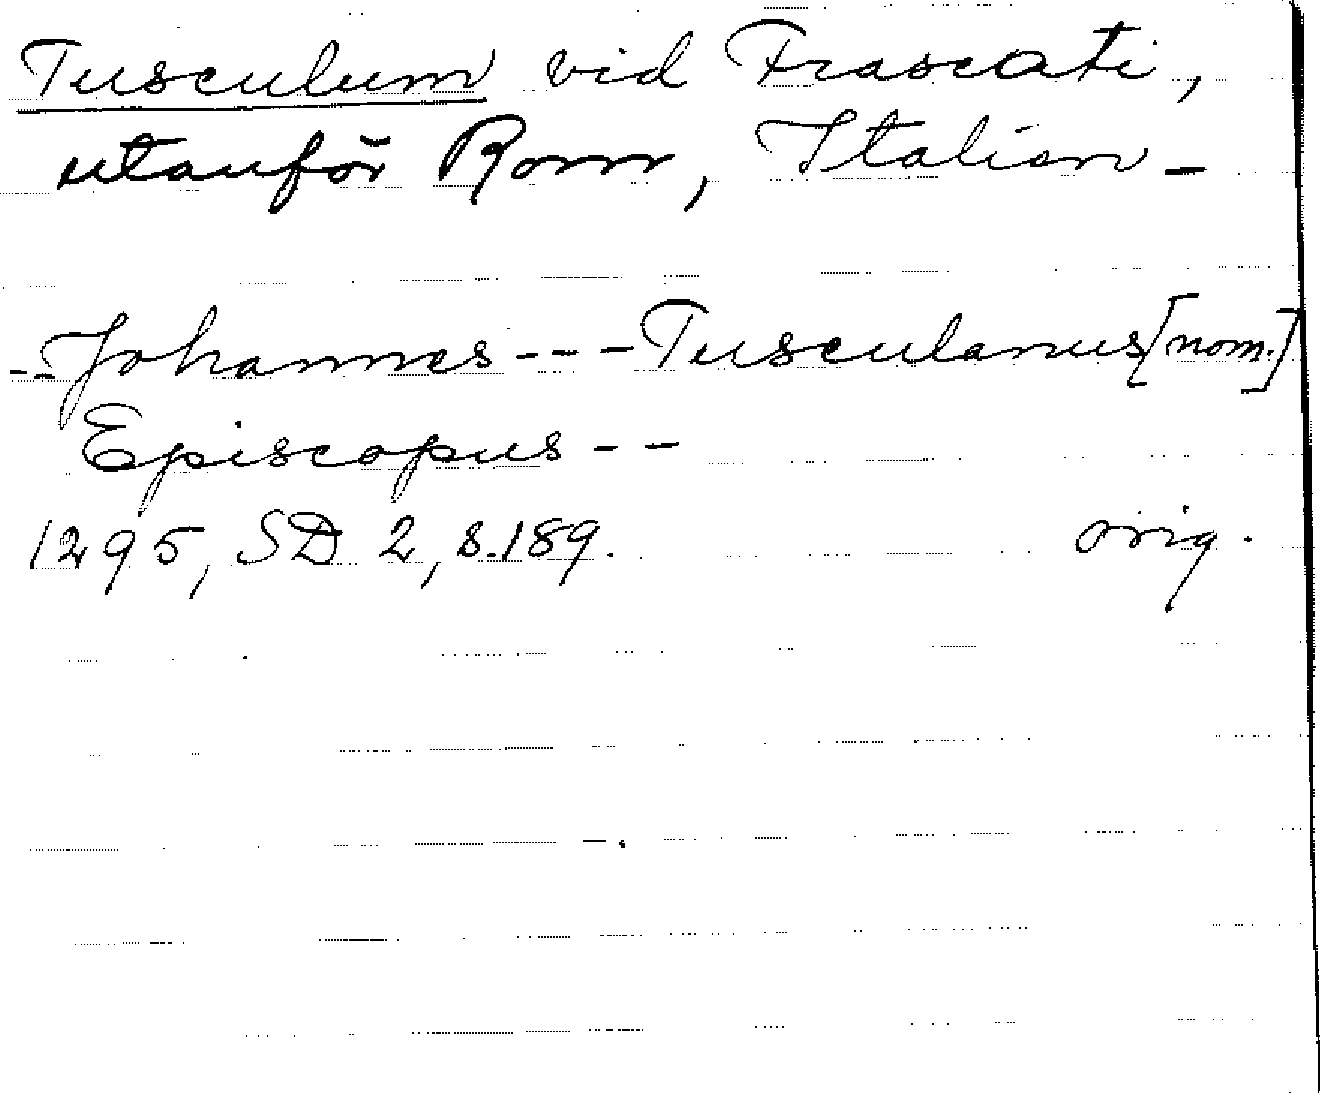 Tusculum vid Frascati,
utanför Rom, Italien -
-- Johannes --- Tusculanus [nom.]
Episcopus --
1295, SD 2, s.189. orig.